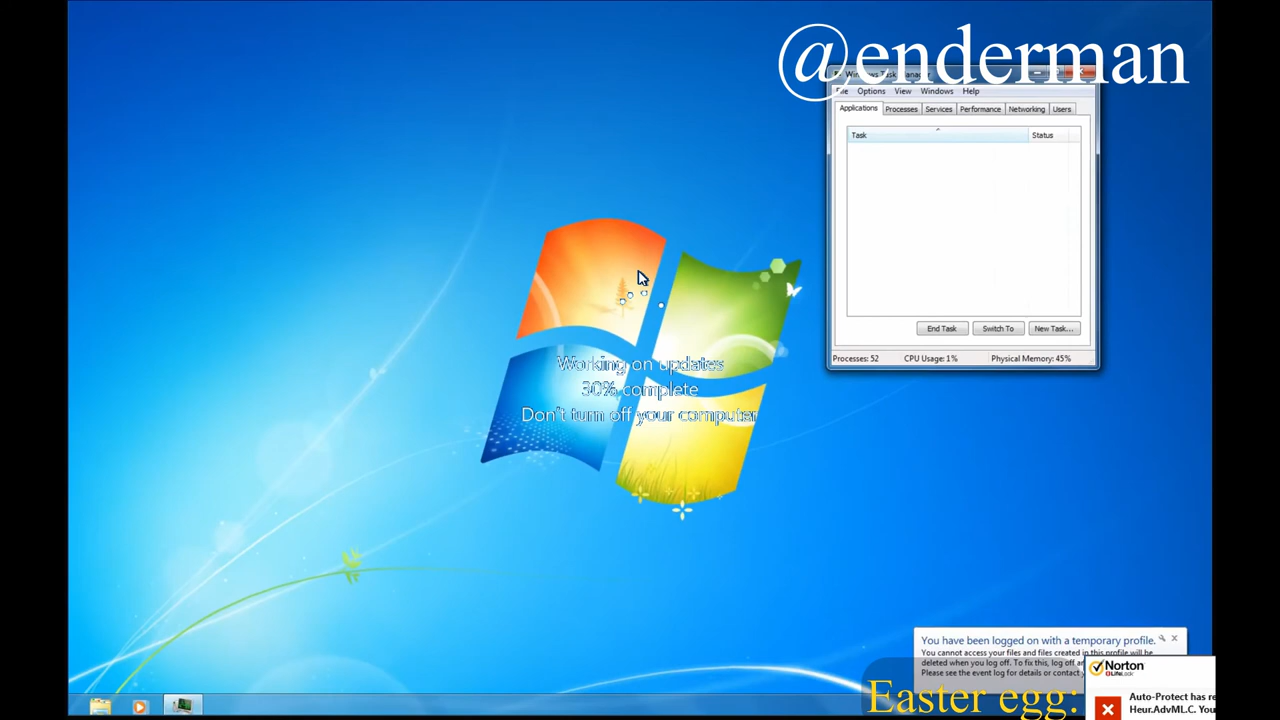 @enderman
File Options View Windows Help
Applications Processes Services Performance Networking Users
Task Status
End Task Switch To New Task...
Processes: 52 CPU Usage: 1% Physical Memory: 45%
Working on updates
30% complete
Don't turn off your computer
You have been logged on with a temporary profile.
You cannot access your files and files created in this profile will be
deleted when you log off. To fix this, log off
Please see the event log for details or contact
Norton
LifeLock
Auto-Protect has
Heur.AdvML.C. You
Easter egg: